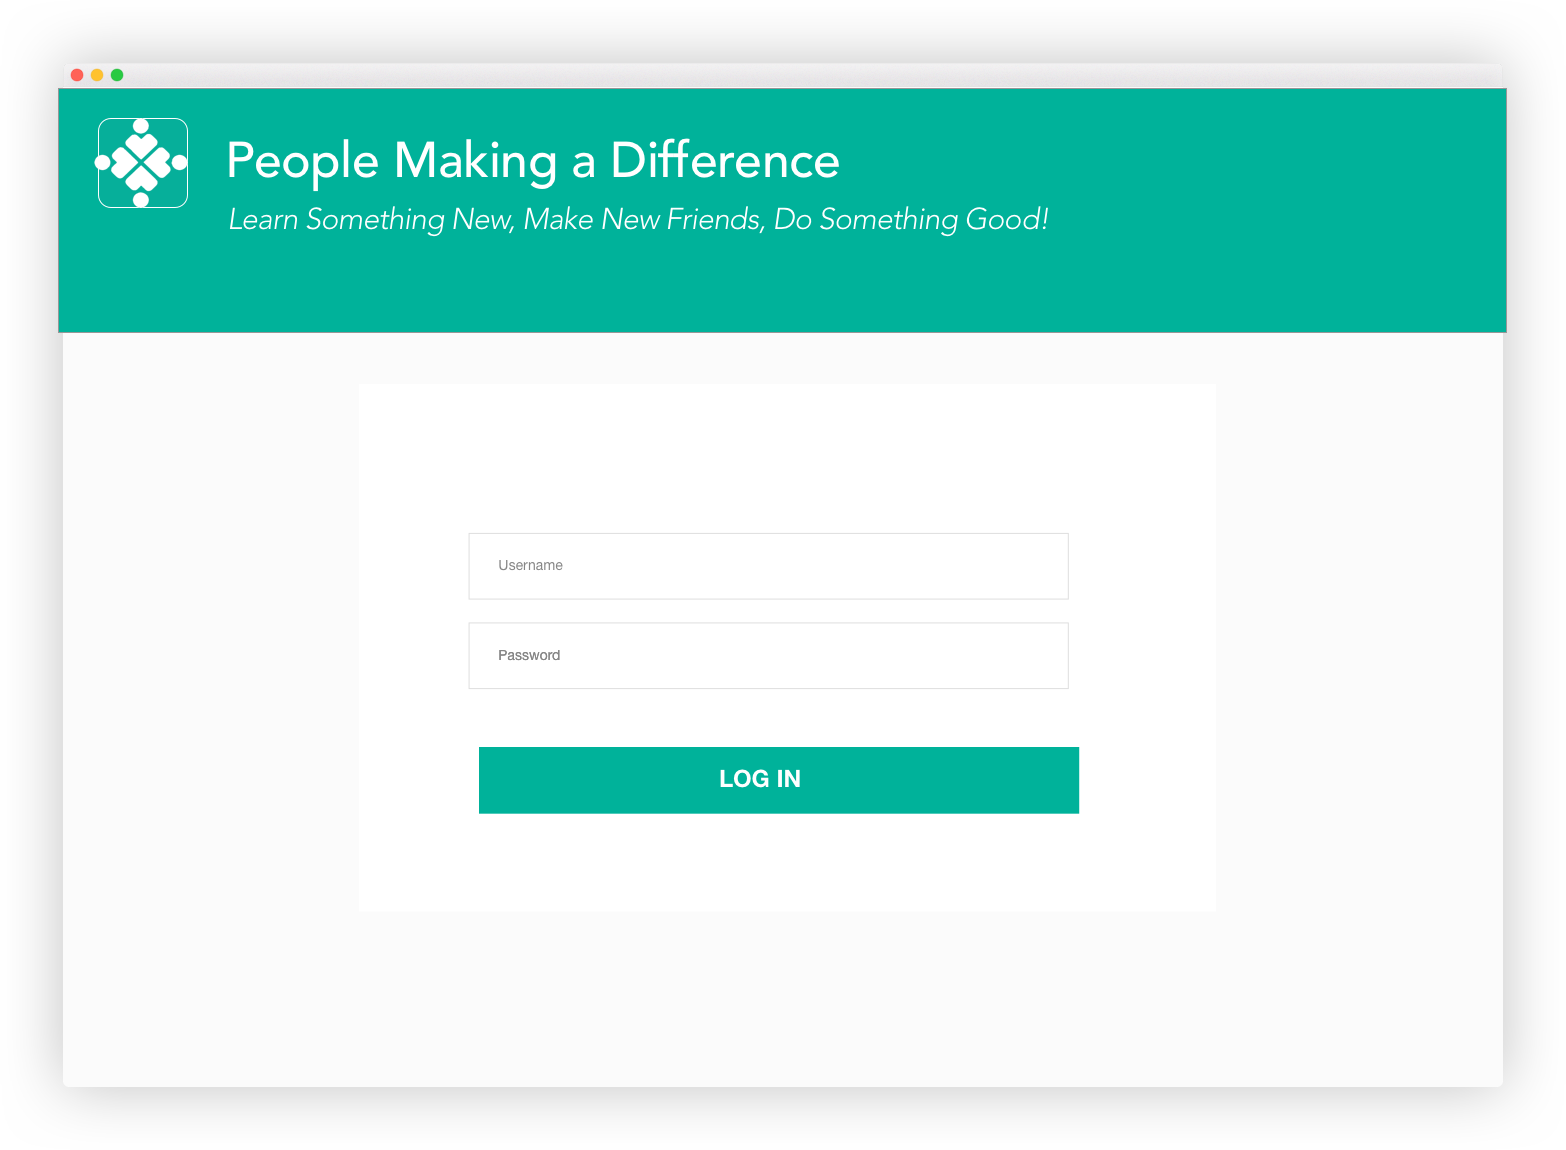 People Making a Difference
Learn Something New, Make New Friends, Do Something Good!
Username
Password
LOG IN